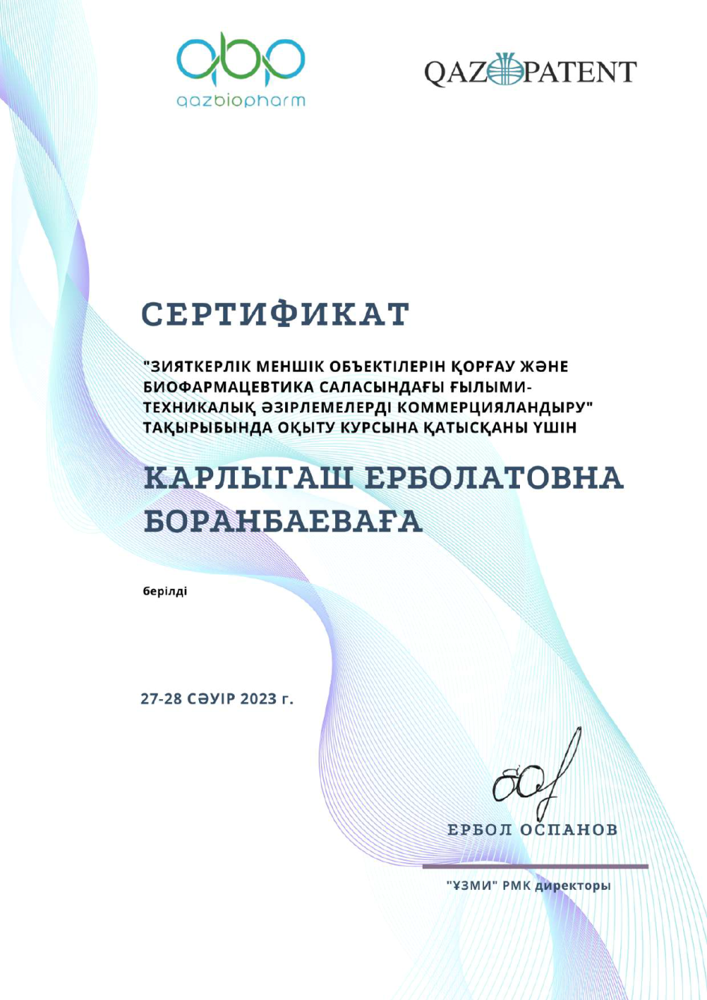 qazbiopharm
QAZPATENT
СЕРТИФИКАТ
"ЗИЯТКЕРЛІК МЕНШІК ОБЪЕКТІЛЕРІН ҚОРҒАУ ЖӘНЕ
БИОФАРМАЦЕВТИКА САЛАСЫНДАҒЫ ҒЫЛЫМИ-
ТЕХНИКАЛЫҚ ӘЗІРЛЕМЕЛЕРДІ КОММЕРЦИЯЛАНДЫРУ"
ТАҚЫРЫБЫНДА ОҚЫТУ КУРСЫНА ҚАТЫСҚАНЫ ҮШІН
КАРЛЫГАШ ЕРБОЛАТОВНА
БОРАНБАЕВАҒА
берілді
27-28 СӘУІР 2023 г.
ЕРБОЛ ОСПАНОВ
"ҰЗМИ" РМК директоры